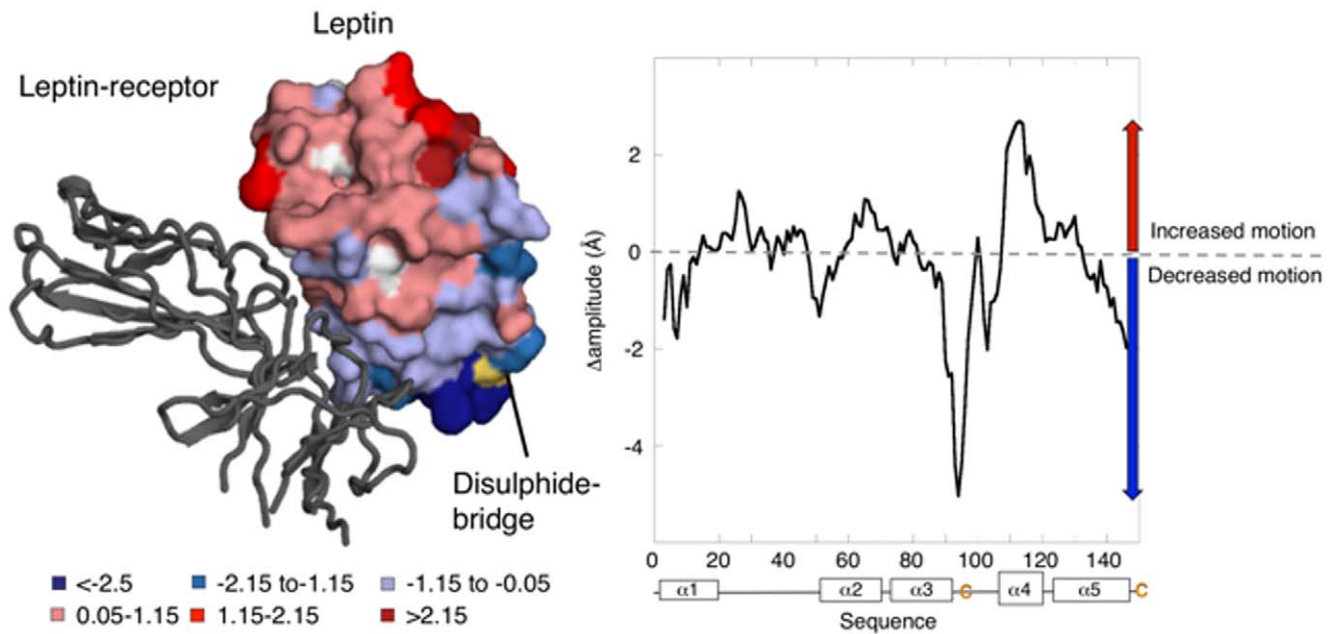 Leptin
Leptin-receptor
Disulphide-
bridge
<-2.5
-2.15 to-1.15
-1.15 to -0.05
0.05-1.15
1.15-2.15
>2.15
Δamplitude (Å)
2
0
-2
-4
Increased motion
Decreased motion
0 20 40 60 80 100 120 140
α1 α2 α3 C α4 α5 C
Sequence